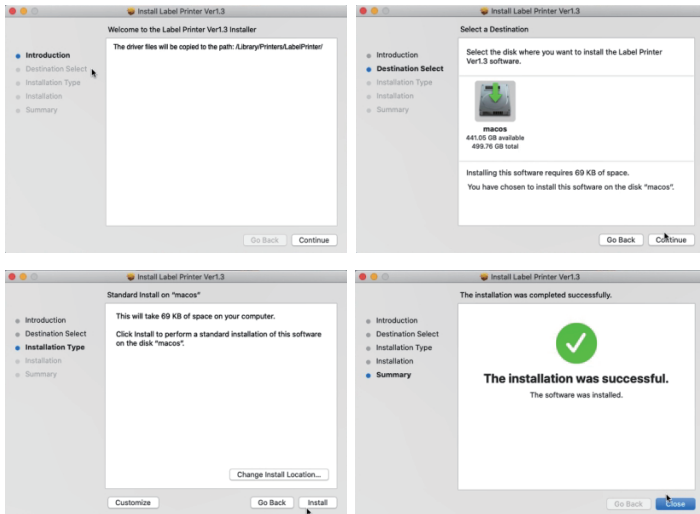 Install Label Printer Ver1.3
Welcome to the Label Printer Ver1.3 Installer
Introduction
Destination Select
Installation Type
Installation
Summary
The driver files will be copied to the path: /Library/Printers/LabelPrinter/
Go Back
Continue
Install Label Printer Ver1.3
Select a Destination
Introduction
Destination Select
Installation Type
Installation
Summary
Select the disk where you want to install the Label Printer
Ver1.3 software.
macos
441.05 GB available
499.76 GB total
Installing this software requires 69 KB of space.
You have chosen to install this software on the disk "macos".
Go Back
Continue
Install Label Printer Ver1.3
Standard Install on "macos"
Introduction
Destination Select
Installation Type
Installation
Summary
This will take 69 KB of space on your computer.
Click Install to perform a standard installation of this software
on the disk "macos".
Change Install Location...
Customize
Go Back
Install
Install Label Printer Ver1.3
The installation was completed successfully.
Introduction
Destination Select
Installation Type
Installation
Summary
The installation was successful.
The software was installed.
Go Back
Close